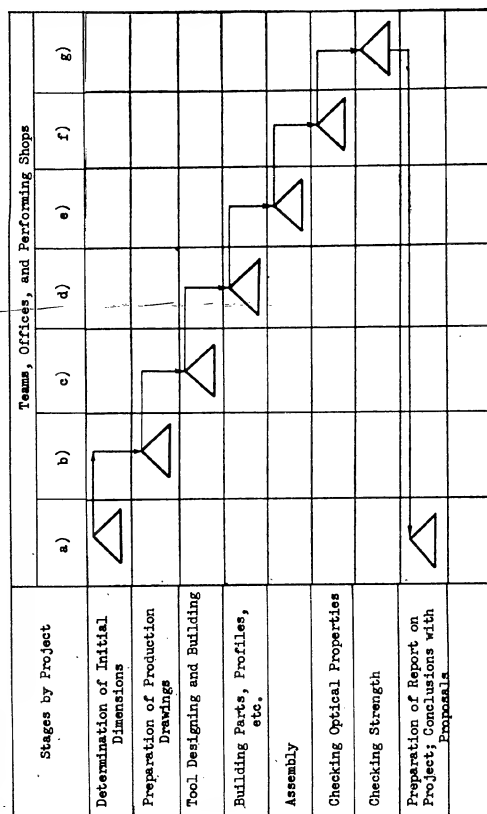 Teams, Offices, and Performing Shops
Stages by Project
a)
b)
c)
d)
e)
f)
g)
Determination of Initial
Dimensions
Preparation of Production
Drawings
Tool Designing and Building
Building Parts, Profiles,
etc.
Assembly
Checking Optical Properties
Checking Strength
Preparation of Report on
Project; Conclusions with
Proposals